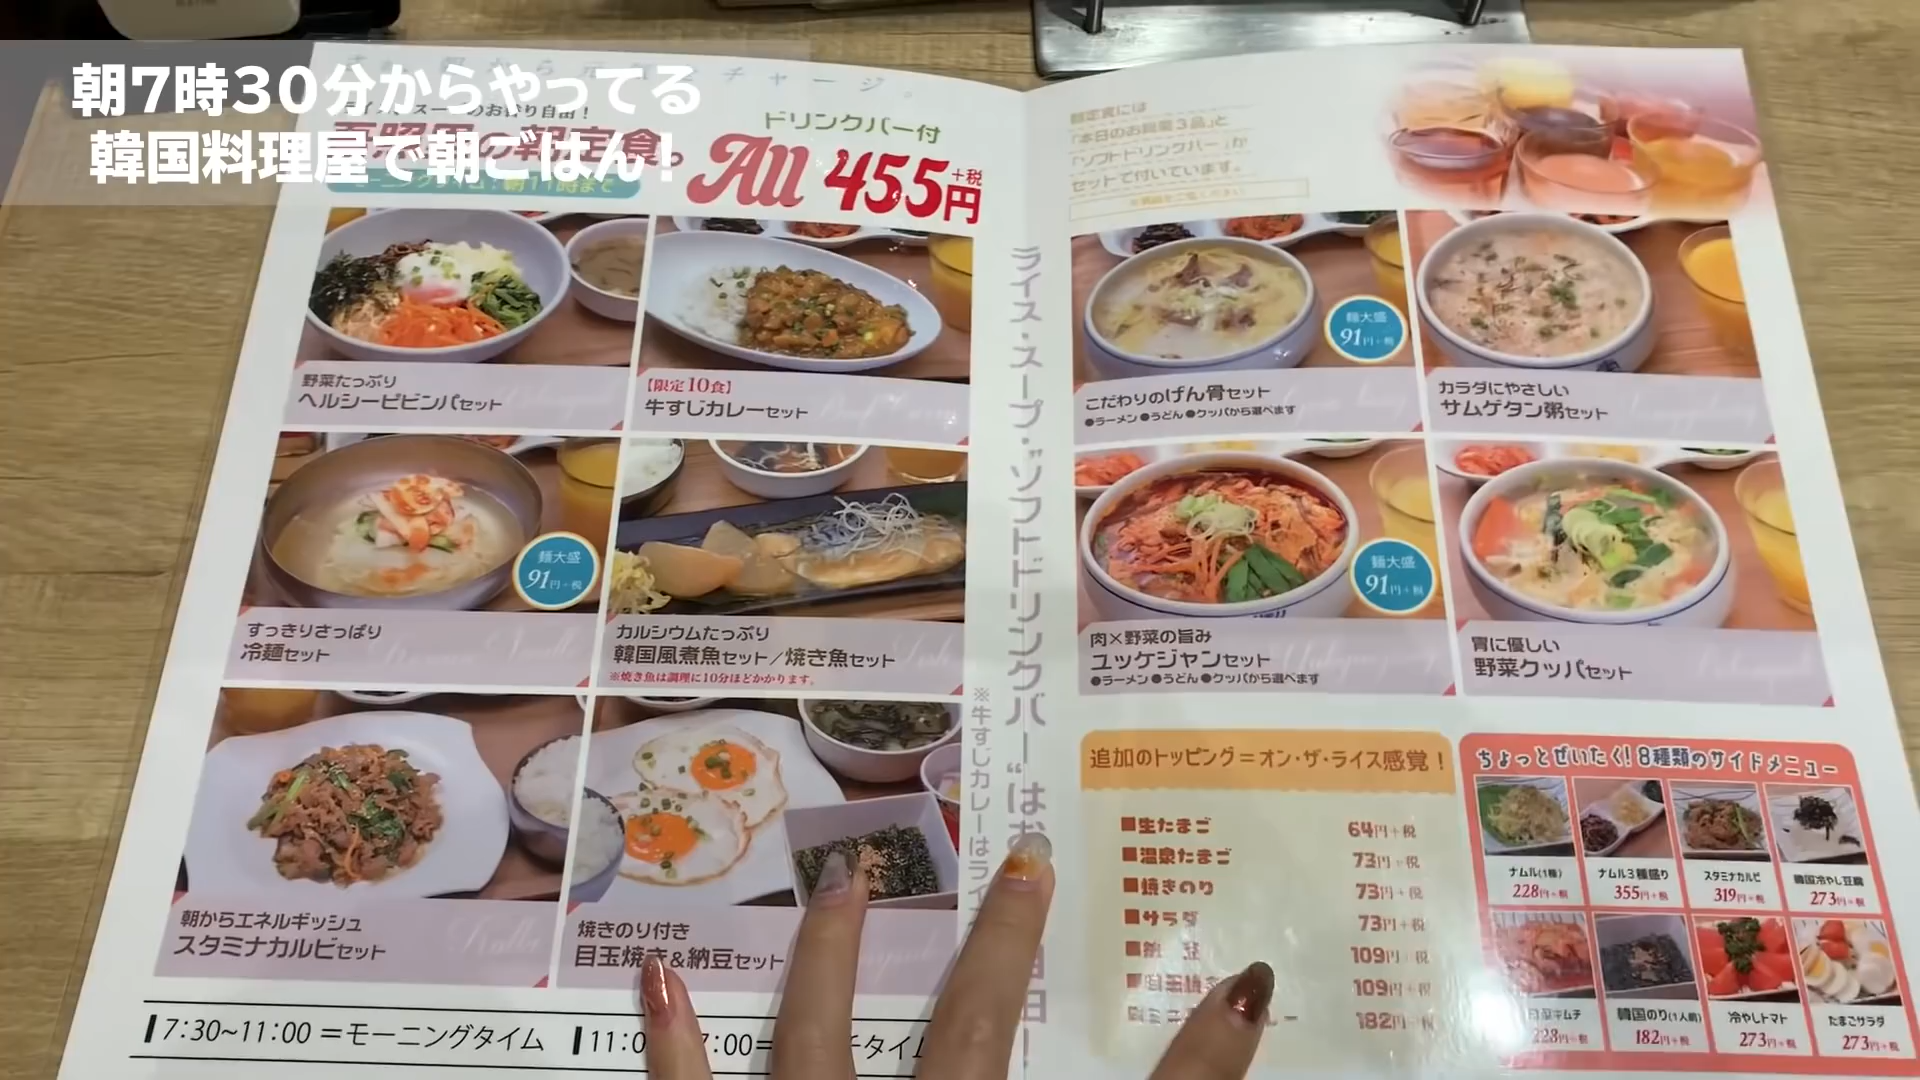 朝7時30分からやってる
韓国料理屋で朝ごはん!
ドリンクバー付
All 455円+税
朝定食には
「ソフトドリンクバー」が
セットで付いています。
野菜たっぷり
ヘルシービビンパセット
【限定10食】
牛すじカレーセット
すっきりさっぱり
冷麺セット
麺大盛
91円+税
カルシウムたっぷり
韓国風煮魚セット/焼き魚セット
※焼き魚は調理に10分ほどかかります。
朝からエネルギッシュ
スタミナカルビセット
焼きのり付き
目玉焼き&納豆セット
7:30~11:00=モーニングタイム
ライス・スープ・"ソフトドリンクバー"はお
※牛すじカレーはライ
こだわりのげん骨セット
●ラーメン●うどん●クッパから選べます
麺大盛
91円+税
カラダにやさしい
サムゲタン粥セット
肉×野菜の旨み
ユッケジャンセット
●ラーメン●うどん●クッパから選べます
麺大盛
91円+税
胃に優しい
野菜クッパセット
追加のトッピング=オン・ザ・ライス感覚!
■生たまご 64円+税
■温泉たまご 73円+税
■焼きのり 73円+税
■サラダ 73円+税
109円+税
109円+税
182円+税
ちょっとぜいたく!8種類のサイドメニュー
ナムル(1種)
228円+税
ナムル3種盛り
355円+税
スタミナカルビ
319円+税
韓国冷やし豆腐
273円+税
キムチ
228円+税
韓国のり(1人前)
182円+税
冷やしトマト
273円+税
たまごサラダ
273円+税